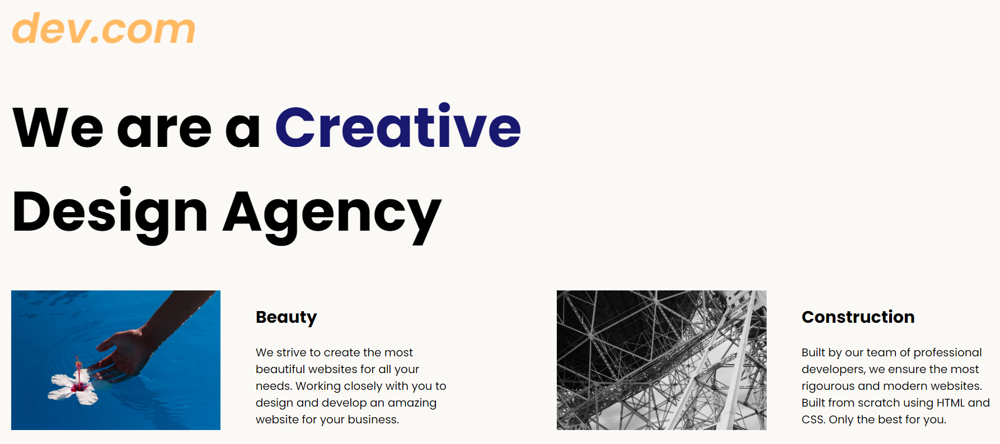 dev.com
We are a Creative
Design Agency
Beauty
We strive to create the most
beautiful websites for all your
needs. Working closely with you to
design and develop an amazing
website for your business.
Construction
Built by our team of professional
developers, we ensure the most
rigourous and modern websites.
Built from scratch using HTML and
CSS. Only the best for you.